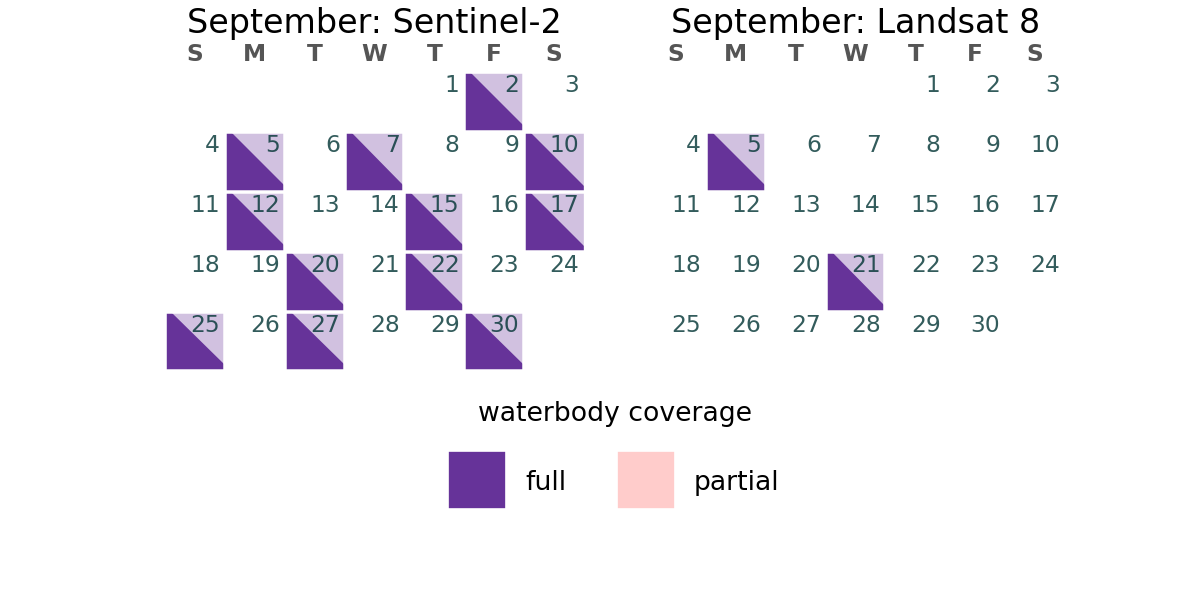 September: Sentinel-2
S M T W T F S
1 2 3
4 5 6 7 8 9 10
11 12 13 14 15 16 17
18 19 20 21 22 23 24
25 26 27 28 29 30
September: Landsat 8
S M T W T F S
1 2 3
4 5 6 7 8 9 10
11 12 13 14 15 16 17
18 19 20 21 22 23 24
25 26 27 28 29 30
waterbody coverage
full partial